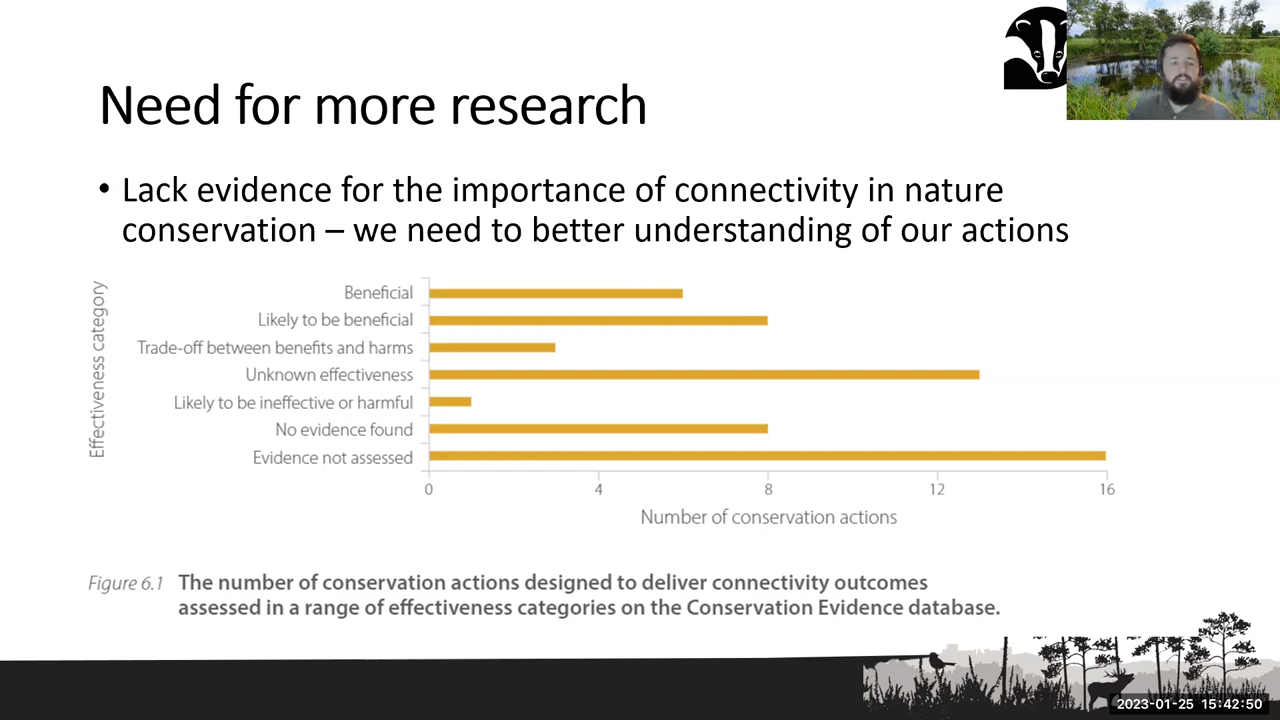 Need for more research
• Lack evidence for the importance of connectivity in nature
conservation – we need to better understanding of our actions
Effectiveness category
Beneficial
Likely to be beneficial
Trade-off between benefits and harms
Unknown effectiveness
Likely to be ineffective or harmful
No evidence found
Evidence not assessed
0 4 8 12 16
Number of conservation actions
Figure 6.1 The number of conservation actions designed to deliver connectivity outcomes
assessed in a range of effectiveness categories on the Conservation Evidence database.
2023-01-25 15:42:50